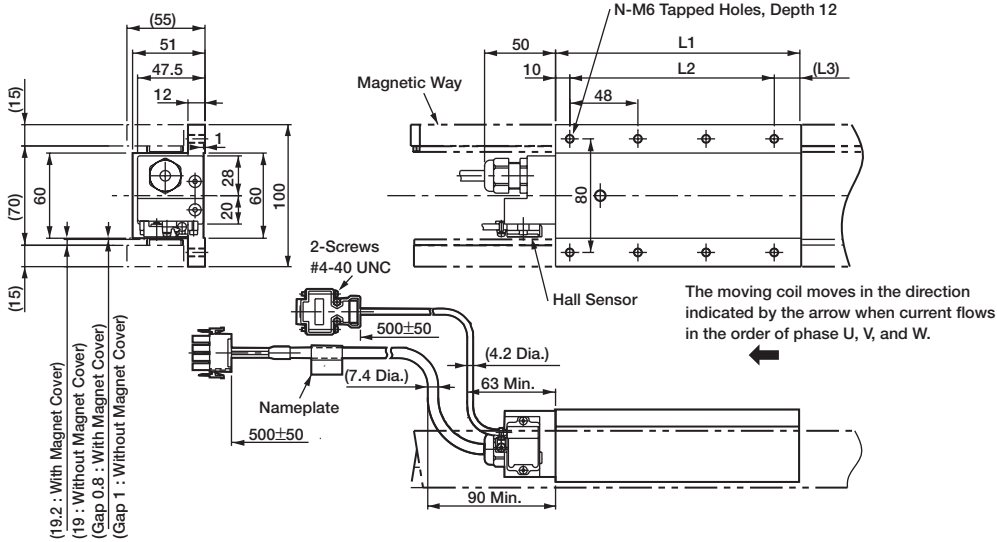 N-M6 Tapped Holes, Depth 12
(55)
51
47.5
12
1
50
L1
10
L2
(L3)
48
Magnetic Way
(15)
(70)
(15)
60
28
20
60
100
80
2-Screws
#4-40 UNC
Hall Sensor
The moving coil moves in the direction
indicated by the arrow when current flows
in the order of phase U, V, and W.
500±50
(4.2 Dia.)
(7.4 Dia.)
63 Min.
Nameplate
500±50
90 Min.
(19.2 : With Magnet Cover)
(19 : Without Magnet Cover)
(Gap 0.8 : With Magnet Cover)
(Gap 1 : Without Magnet Cover)